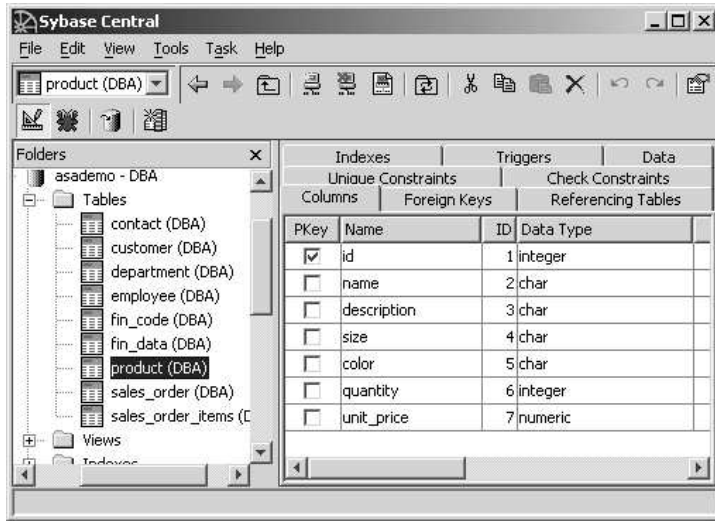 Sybase Central
File Edit View Tools Task Help
product (DBA)
Folders
asademo - DBA
Tables
contact (DBA)
customer (DBA)
department (DBA)
employee (DBA)
fin_code (DBA)
fin_data (DBA)
product (DBA)
sales_order (DBA)
sales_order_items (D
Views
Indexes
Indexes Triggers Data
Unique Constraints Check Constraints
Columns Foreign Keys Referencing Tables
PKey Name ID Data Type
id 1 integer
name 2 char
description 3 char
size 4 char
color 5 char
quantity 6 integer
unit_price 7 numeric